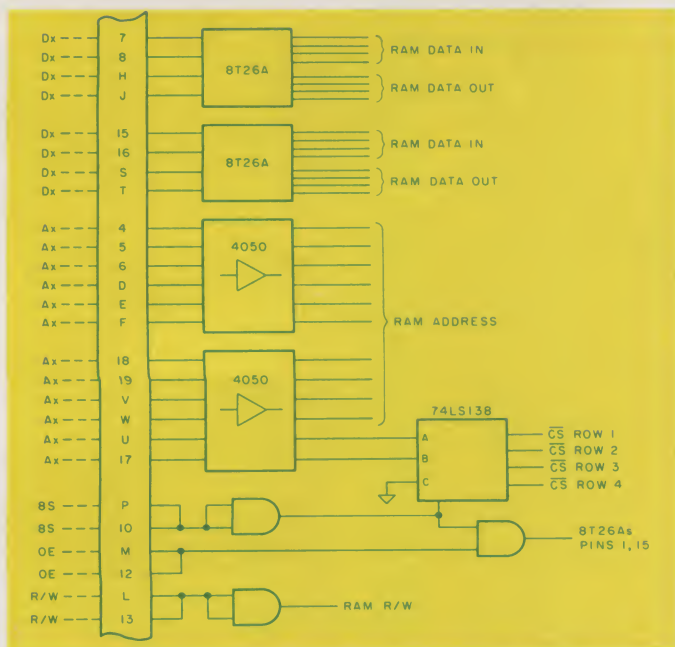 Dx 7
Dx 8 8T26A RAM DATA IN
Dx H
Dx J RAM DATA OUT
Dx 15
Dx 16 8T26A RAM DATA IN
Dx S
Dx T RAM DATA OUT
Ax 4
Ax 5 4050
Ax 6
Ax D
Ax E
Ax F RAM ADDRESS
Ax 18
Ax 19 4050
Ax V
Ax W 74LS138
Ax U A CS ROW 1
Ax 17 B CS ROW 2
C CS ROW 3
CS ROW 4
8S P
8S 10
OE M 8T26As
OE 12 PINS 1, 15
R/W L
R/W 13 RAM R/W